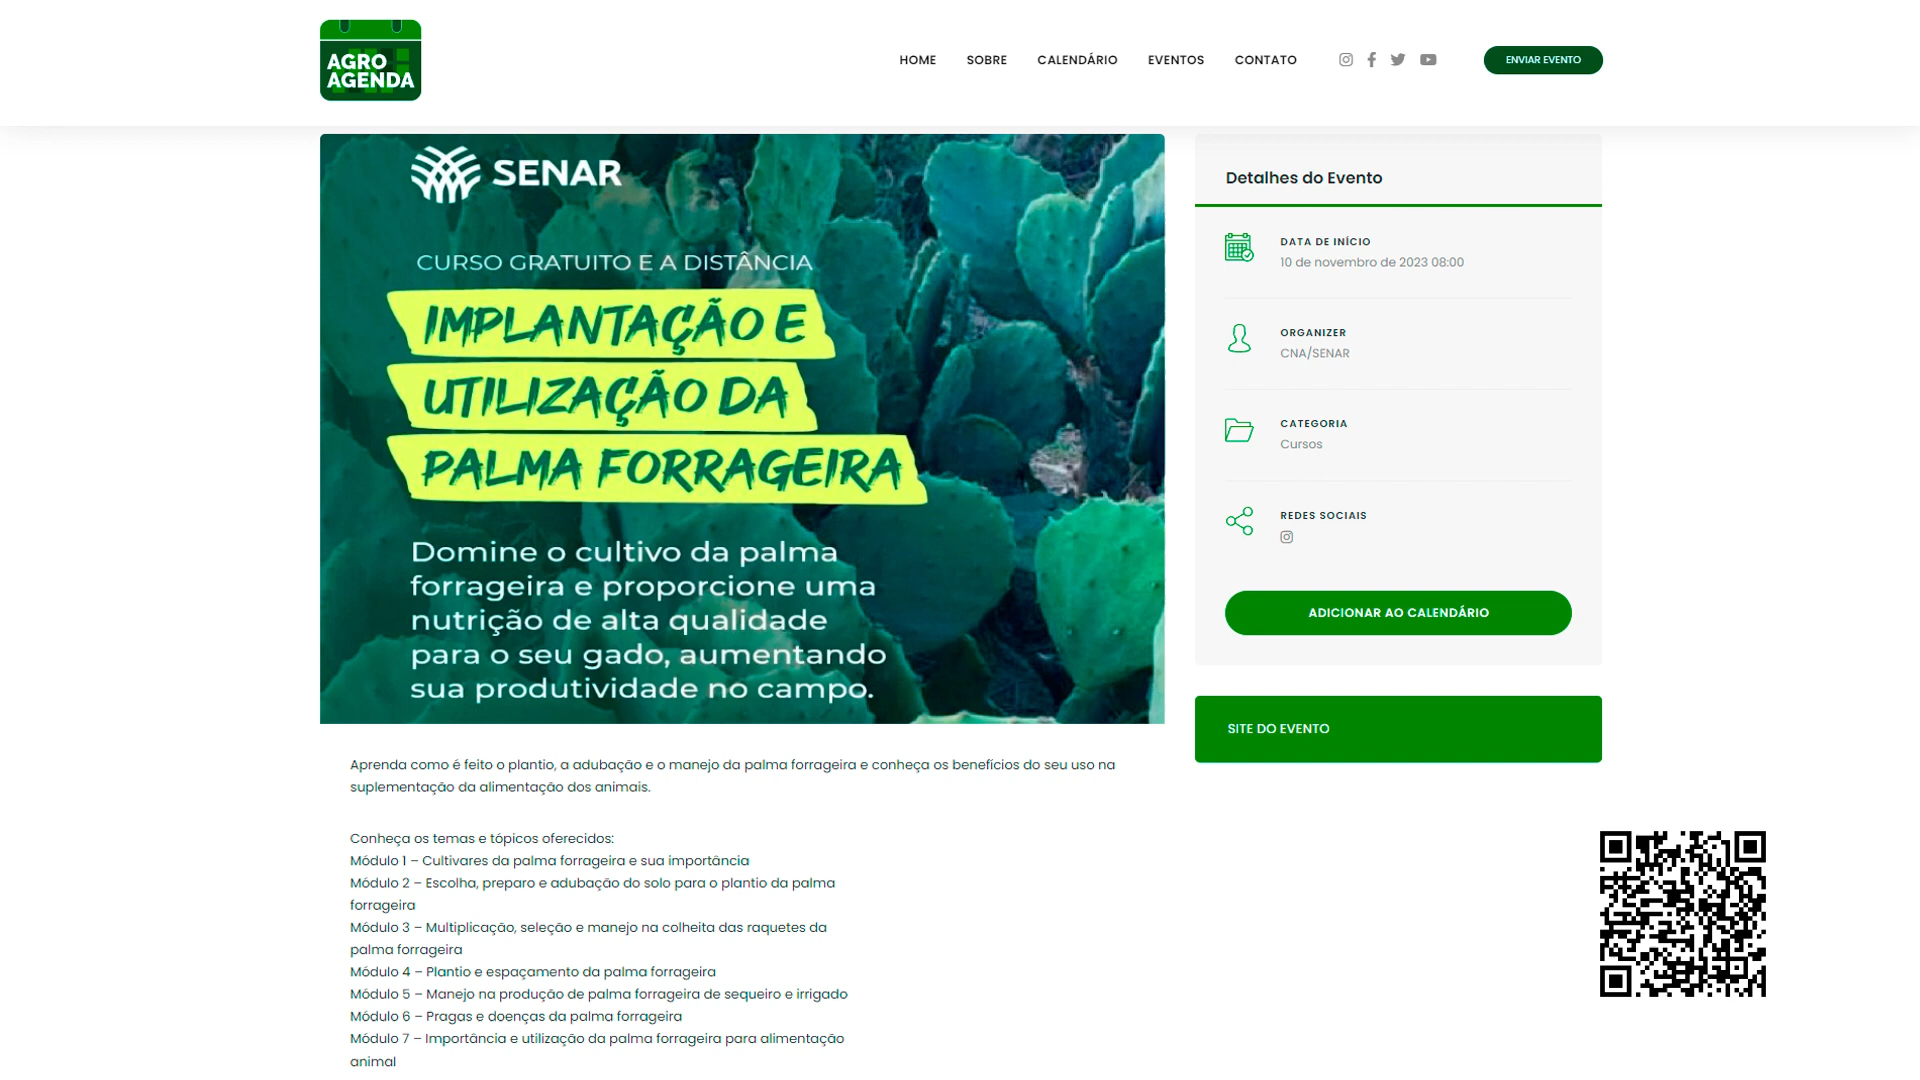 AGRO
AGENDA
HOME SOBRE CALENDÁRIO EVENTOS CONTATO ENVIAR EVENTO
SENAR
CURSO GRATUITO E A DISTÂNCIA
IMPLANTAÇÃO E
UTILIZAÇÃO DA
PALMA FORRAGEIRA
Domine o cultivo da palma
forrageira e proporcione uma
nutrição de alta qualidade
para o seu gado, aumentando
sua produtividade no campo.
Detalhes do Evento
DATA DE INÍCIO
10 de novembro de 2023 08:00
ORGANIZER
CNA/SENAR
CATEGORIA
Cursos
REDES SOCIAIS
ADICIONAR AO CALENDÁRIO
SITE DO EVENTO
Aprenda como é feito o plantio, a adubação e o manejo da palma forrageira e conheça os benefícios do seu uso na
suplementação da alimentação dos animais.
Conheça os temas e tópicos oferecidos:
Módulo 1 – Cultivares da palma forrageira e sua importância
Módulo 2 – Escolha, preparo e adubação do solo para o plantio da palma
forrageira
Módulo 3 – Multiplicação, seleção e manejo na colheita das raquetes da
palma forrageira
Módulo 4 – Plantio e espaçamento da palma forrageira
Módulo 5 – Manejo na produção de palma forrageira de sequeiro e irrigado
Módulo 6 – Pragas e doenças da palma forrageira
Módulo 7 – Importância e utilização da palma forrageira para alimentação
animal